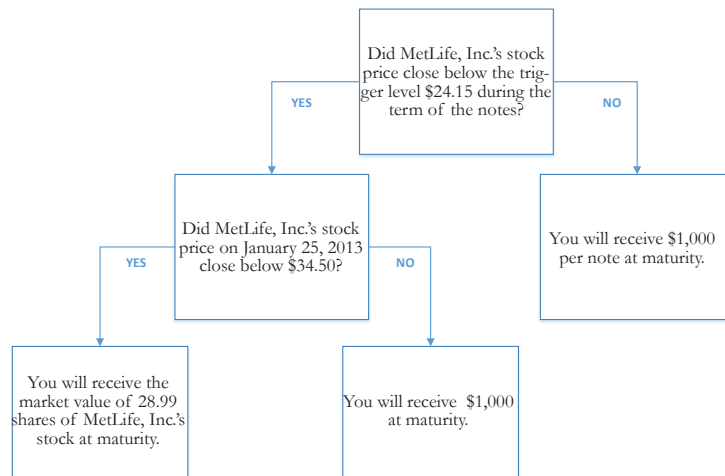 Did MetLife, Inc.'s stock
price close below the trig-
ger level $24.15 during the
term of the notes?
YES
NO
Did MetLife, Inc.'s stock
price on January 25, 2013
close below $34.50?
You will receive $1,000
per note at maturity.
YES
NO
You will receive the
market value of 28.99
shares of MetLife, Inc.'s
stock at maturity.
You will receive $1,000
at maturity.